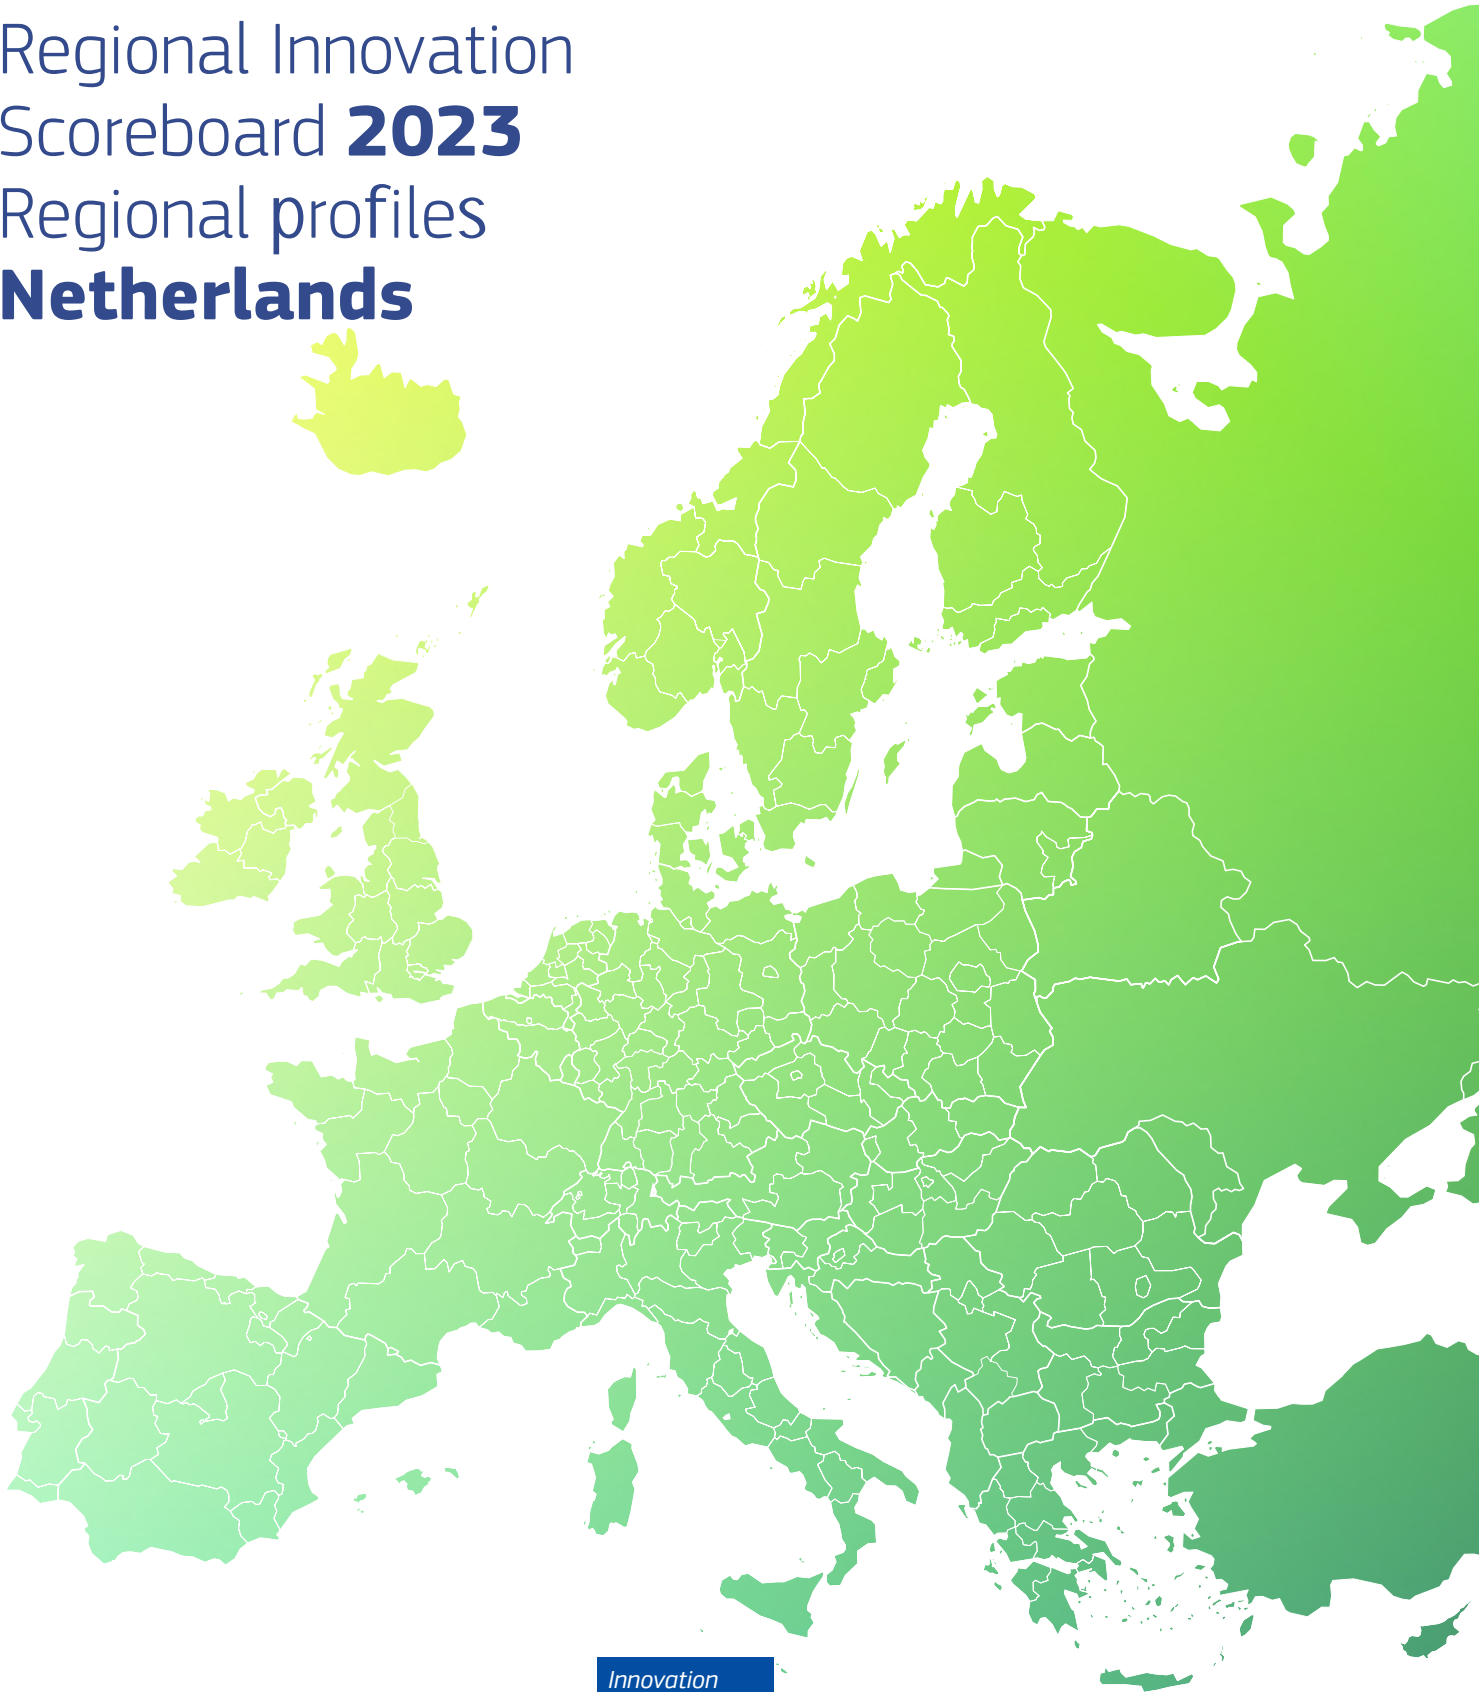 Regional Innovation
Scoreboard 2023
Regional profiles
Netherlands
Innovation